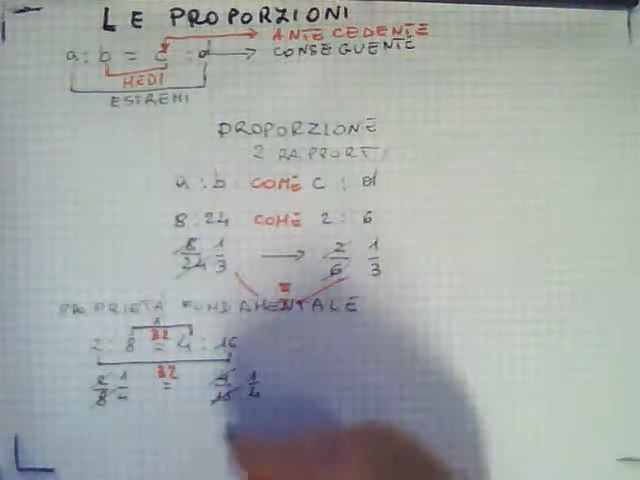 LE PROPORZIONI
ANTECEDENTE
a : b = c : d → CONSEGUENTE
MEDI
ESTREMI
PROPORZIONE
2 RAPPORTI
a : b COME c : d
8 : 24 COME 2 : 6
8/24 1/3 → 2/6 1/3
=
PROPRIETÀ FONDAMENTALE
32
2 : 8 = 4 : 16
32
2/8 1/4 = 4/16 1/4